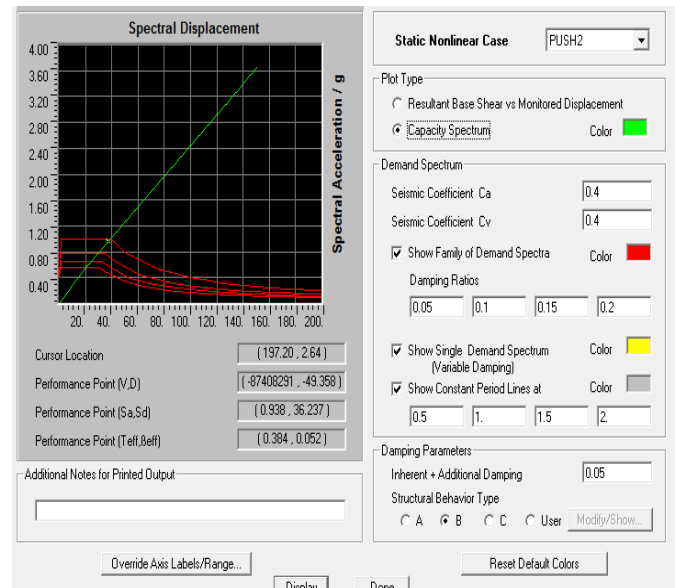 Spectral Displacement
4.00
3.60
3.20
2.80
2.40
2.00
1.60
1.20
0.80
0.40
20. 40. 60. 80. 100. 120. 140. 160. 180. 200.
Spectral Acceleration / g
Cursor Location (197.20 , 2.64)
Performance Point (V,D) (-87408291 , -49.358)
Performance Point (Sa,Sd) (0.938 , 36.237)
Performance Point (Teff,βeff) (0.384 , 0.052)
Additional Notes for Printed Output
Override Axis Labels/Range...
Static Nonlinear Case PUSH2
Plot Type
Resultant Base Shear vs Monitored Displacement
Capacity Spectrum Color
Demand Spectrum
Seismic Coefficient Ca 0.4
Seismic Coefficient Cv 0.4
Show Family of Demand Spectra Color
Damping Ratios
0.05 0.1 0.15 0.2
Show Single Demand Spectrum Color
(Variable Damping)
Show Constant Period Lines at Color
0.5 1. 1.5 2.
Damping Parameters
Inherent + Additional Damping 0.05
Structural Behavior Type
A B C User Modify/Show...
Reset Default Colors
Display Done